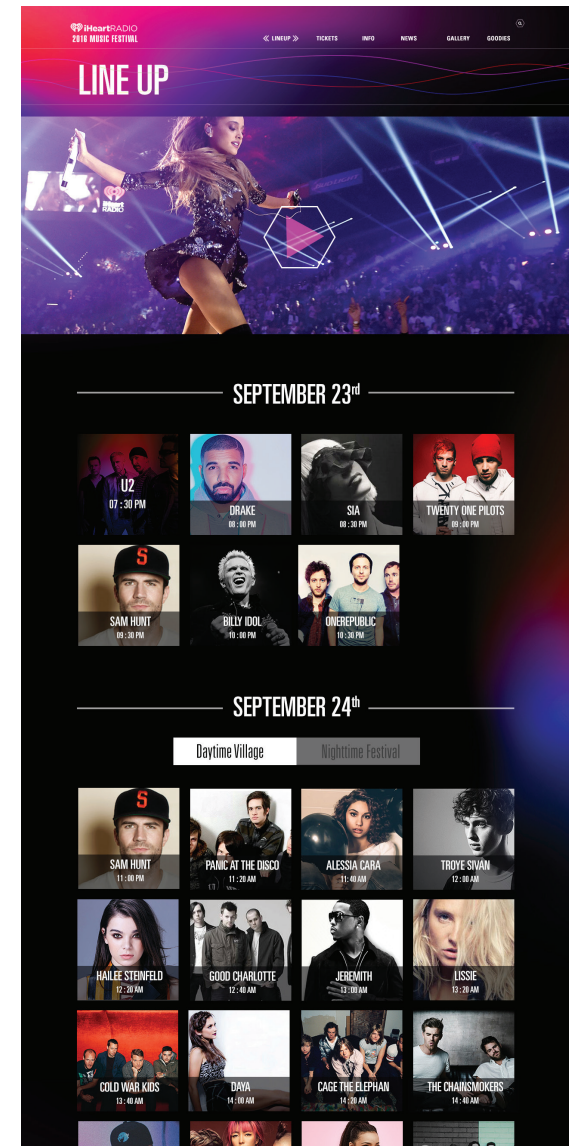 iHeartRADIO
2016 MUSIC FESTIVAL
LINEUP TICKETS INFO NEWS GALLERY GOODIES
LINE UP
iHeart
RADIO
SEPTEMBER 23rd
U2
07 : 30 PM
DRAKE
08 : 00 PM
SIA
08 : 30 PM
TWENTY ONE PILOTS
09 : 00 PM
S
SAM HUNT
09 : 30 PM
BILLY IDOL
10 : 00 PM
ONEREPUBLIC
10 : 30 PM
SEPTEMBER 24th
Daytime Village
Nighttime Festival
S
SAM HUNT
11 : 00 PM
PANIC AT THE DISCO
11 : 20 AM
ALESSIA CARA
11: 40 AM
TROYE SIVAN
12 : 00 AM
HAILEE STEINFELD
12 : 20 AM
GOOD CHARLOTTE
12 : 40 AM
JEREMITH
13 : 00 AM
LISSIE
13 : 20 AM
COLD WAR KIDS
13 : 40 AM
DAYA
14 : 00 AM
CAGE THE ELEPHAN
14 : 20 AM
THE CHAINSMOKERS
14 : 40 AM